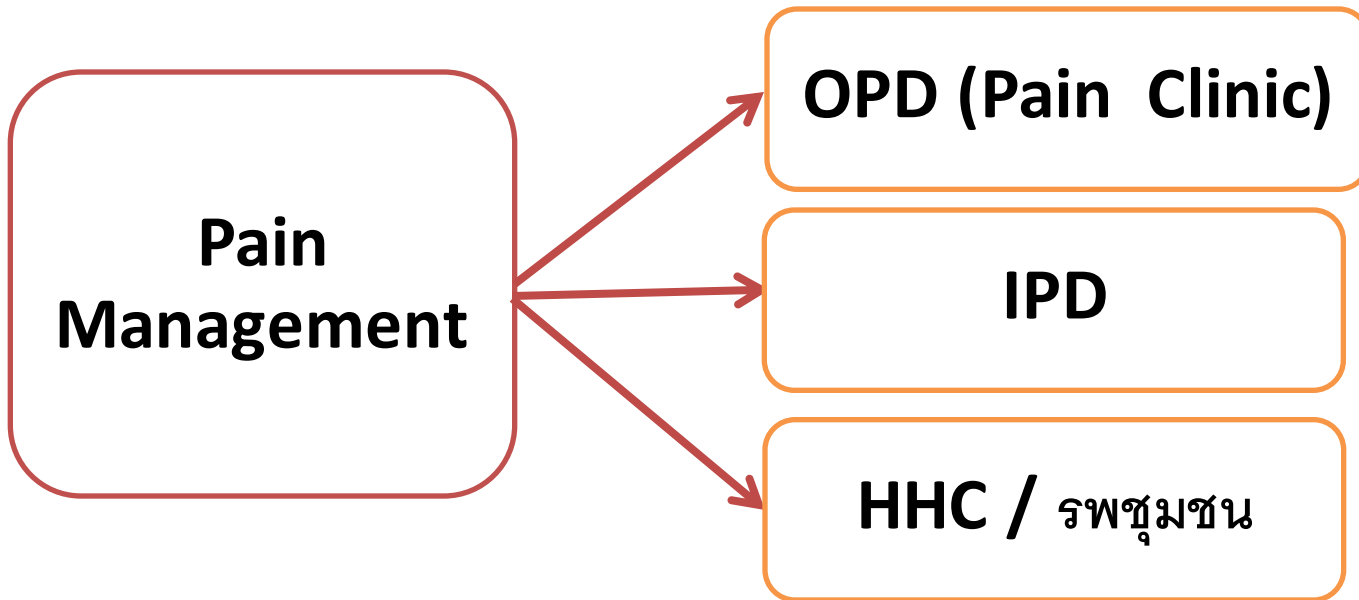 Pain
Management
OPD (Pain Clinic)
IPD
HHC / รพชุมชน